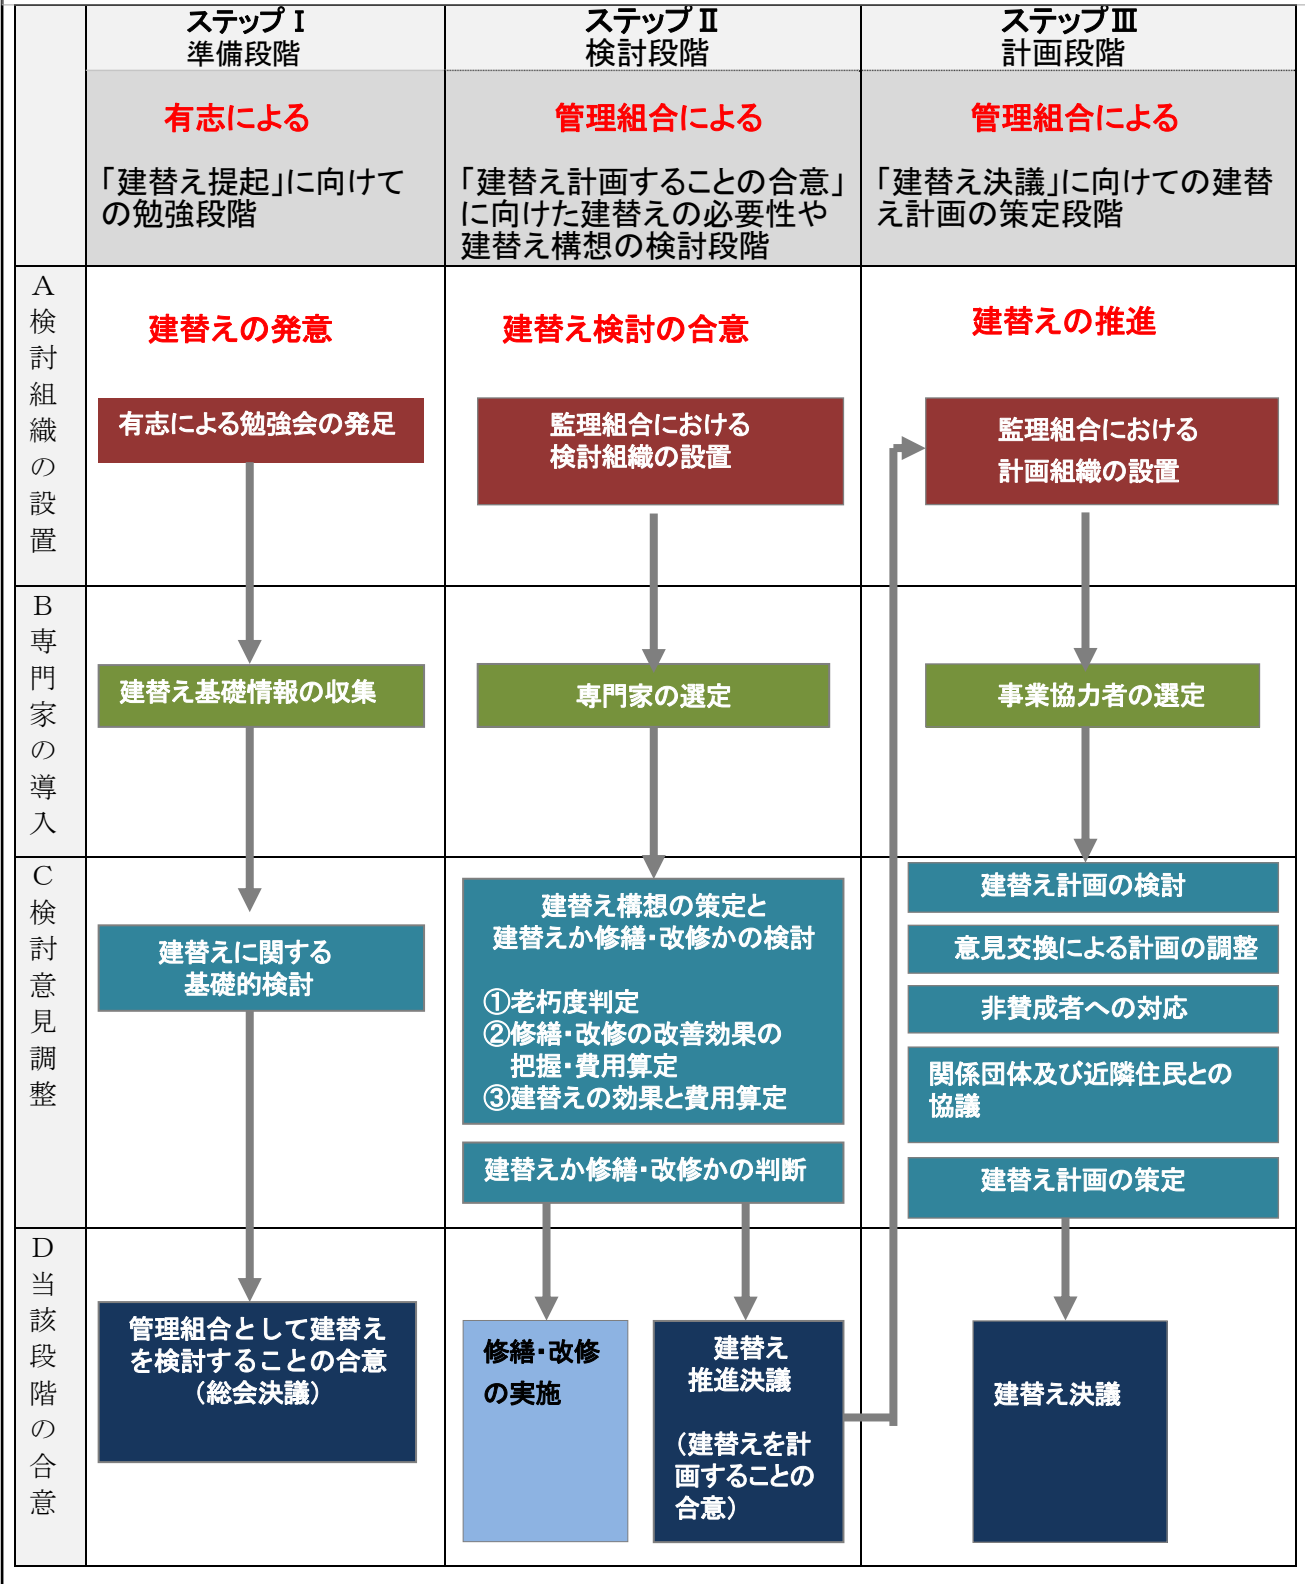 ステップⅠ
準備段階
ステップⅡ
検討段階
ステップⅢ
計画段階
有志による
「建替え提起」に向けて
の勉強段階
管理組合による
「建替え計画することの合意」
に向けた建替えの必要性や
建替え構想の検討段階
管理組合による
「建替え決議」に向けての建替
え計画の策定段階
A検討組織の設置
建替えの発意
有志による勉強会の発足
建替え検討の合意
監理組合における
検討組織の設置
建替えの推進
監理組合における
計画組織の設置
B専門家の導入
建替え基礎情報の収集
専門家の選定
事業協力者の選定
C検討意見調整
建替えに関する
基礎的検討
建替え構想の策定と
建替えか修繕・改修かの検討
①老朽度判定
②修繕・改修の改善効果の
把握・費用算定
③建替えの効果と費用算定
建替えか修繕・改修かの判断
建替え計画の検討
意見交換による計画の調整
非賛成者への対応
関係団体及び近隣住民との
協議
建替え計画の策定
D当該段階の合意
管理組合として建替え
を検討することの合意
（総会決議）
修繕・改修
の実施
建替え
推進決議
（建替えを計
画することの
合意）
建替え決議